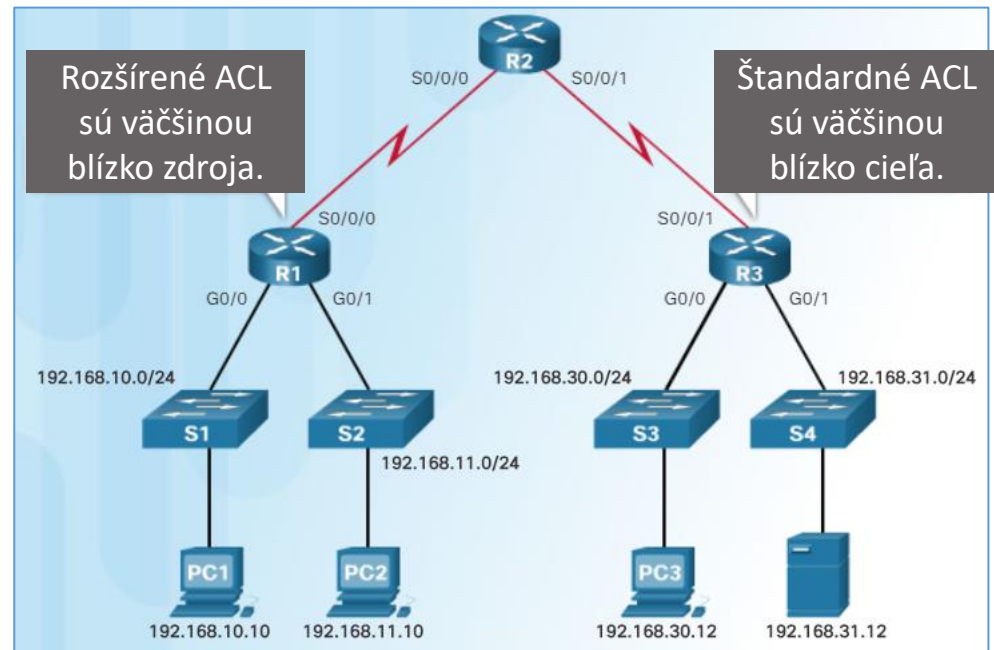 R2
S0/0/0
S0/0/1
Rozšírené ACL
sú väčšinou
blízko zdroja.
Štandardné ACL
sú väčšinou
blízko cieľa.
S0/0/0
S0/0/1
R1
R3
G0/0
G0/1
G0/0
G0/1
192.168.10.0/24
192.168.30.0/24
192.168.31.0/24
S1
S2
S3
S4
192.168.11.0/24
PC1
PC2
PC3
192.168.10.10
192.168.11.10
192.168.30.12
192.168.31.12